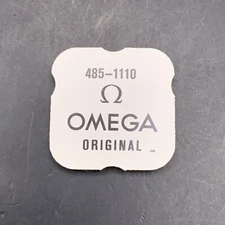 485-1110
Ω
OMEGA
ORIGINAL